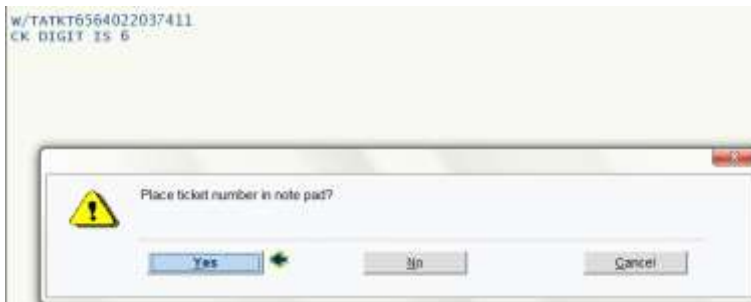 W/TATKT6564022037411
CK DIGIT IS 6
Place ticket number in note pad?
Yes
No
Cancel